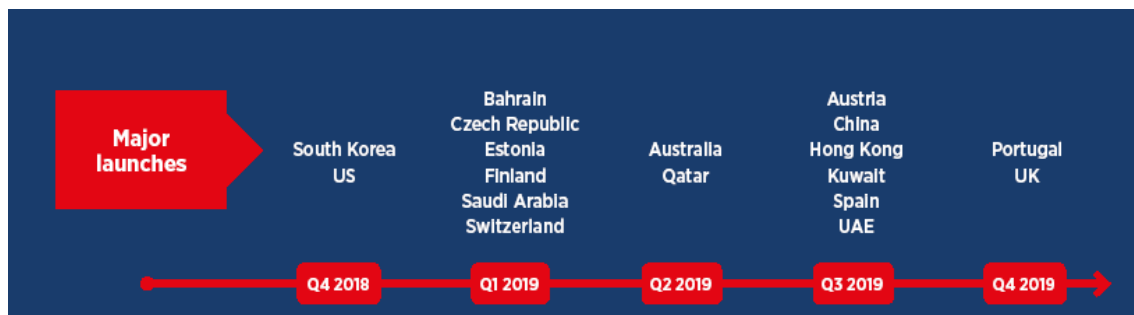 Major
launches
South Korea
US
Q4 2018
Bahrain
Czech Republic
Estonia
Finland
Saudi Arabia
Switzerland
Q1 2019
Australia
Qatar
Q2 2019
Austria
China
Hong Kong
Kuwait
Spain
UAE
Q3 2019
Portugal
UK
Q4 2019